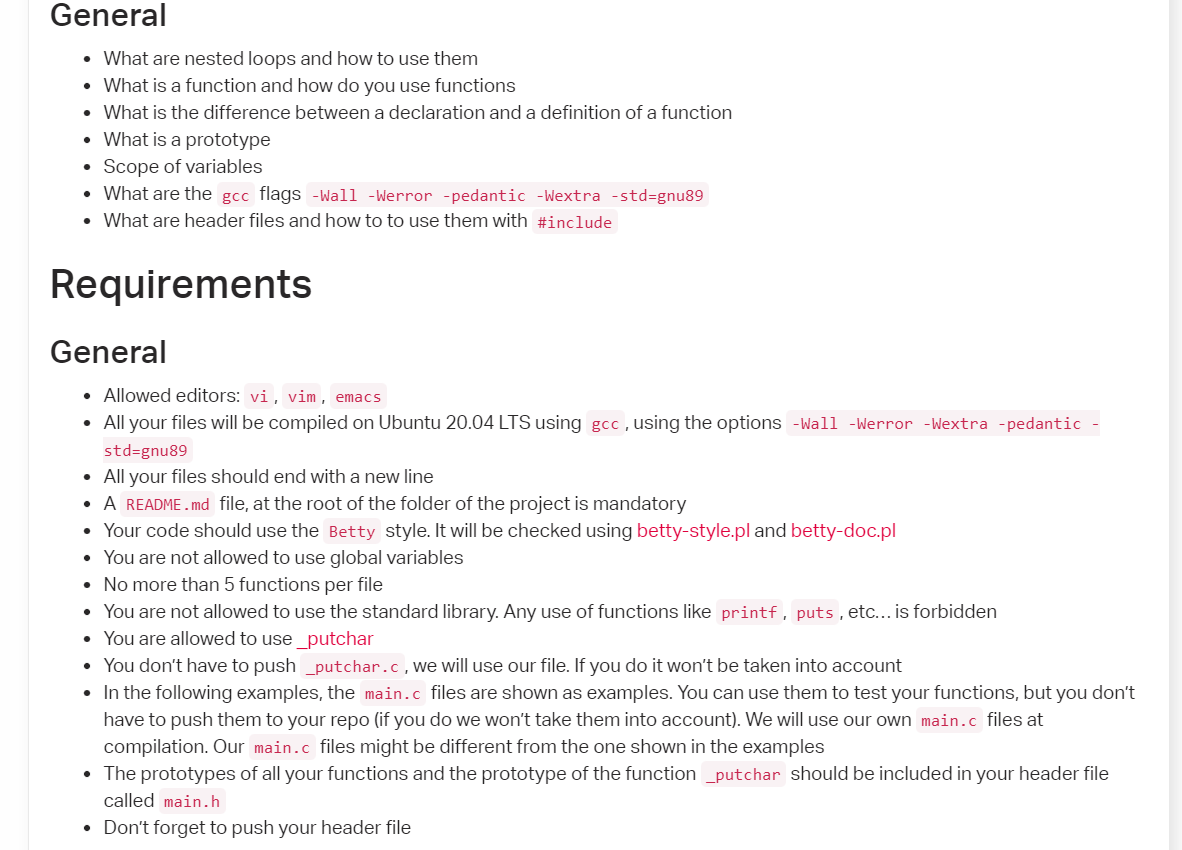 General
• What are nested loops and how to use them
• What is a function and how do you use functions
• What is the difference between a declaration and a definition of a function
• What is a prototype
• Scope of variables
• What are the gcc flags -Wall -Werror -pedantic -Wextra -std=gnu89
• What are header files and how to to use them with #include
Requirements
General
• Allowed editors: vi, vim, emacs
• All your files will be compiled on Ubuntu 20.04 LTS using gcc, using the options -Wall -Werror -Wextra -pedantic -
std=gnu89
• All your files should end with a new line
• A README.md file, at the root of the folder of the project is mandatory
• Your code should use the Betty style. It will be checked using betty-style.pl and betty-doc.pl
• You are not allowed to use global variables
• No more than 5 functions per file
• You are not allowed to use the standard library. Any use of functions like printf, puts, etc… is forbidden
• You are allowed to use _putchar
• You don’t have to push _putchar.c, we will use our file. If you do it won’t be taken into account
• In the following examples, the main.c files are shown as examples. You can use them to test your functions, but you don’t
have to push them to your repo (if you do we won’t take them into account). We will use our own main.c files at
compilation. Our main.c files might be different from the one shown in the examples
• The prototypes of all your functions and the prototype of the function _putchar should be included in your header file
called main.h
• Don’t forget to push your header file